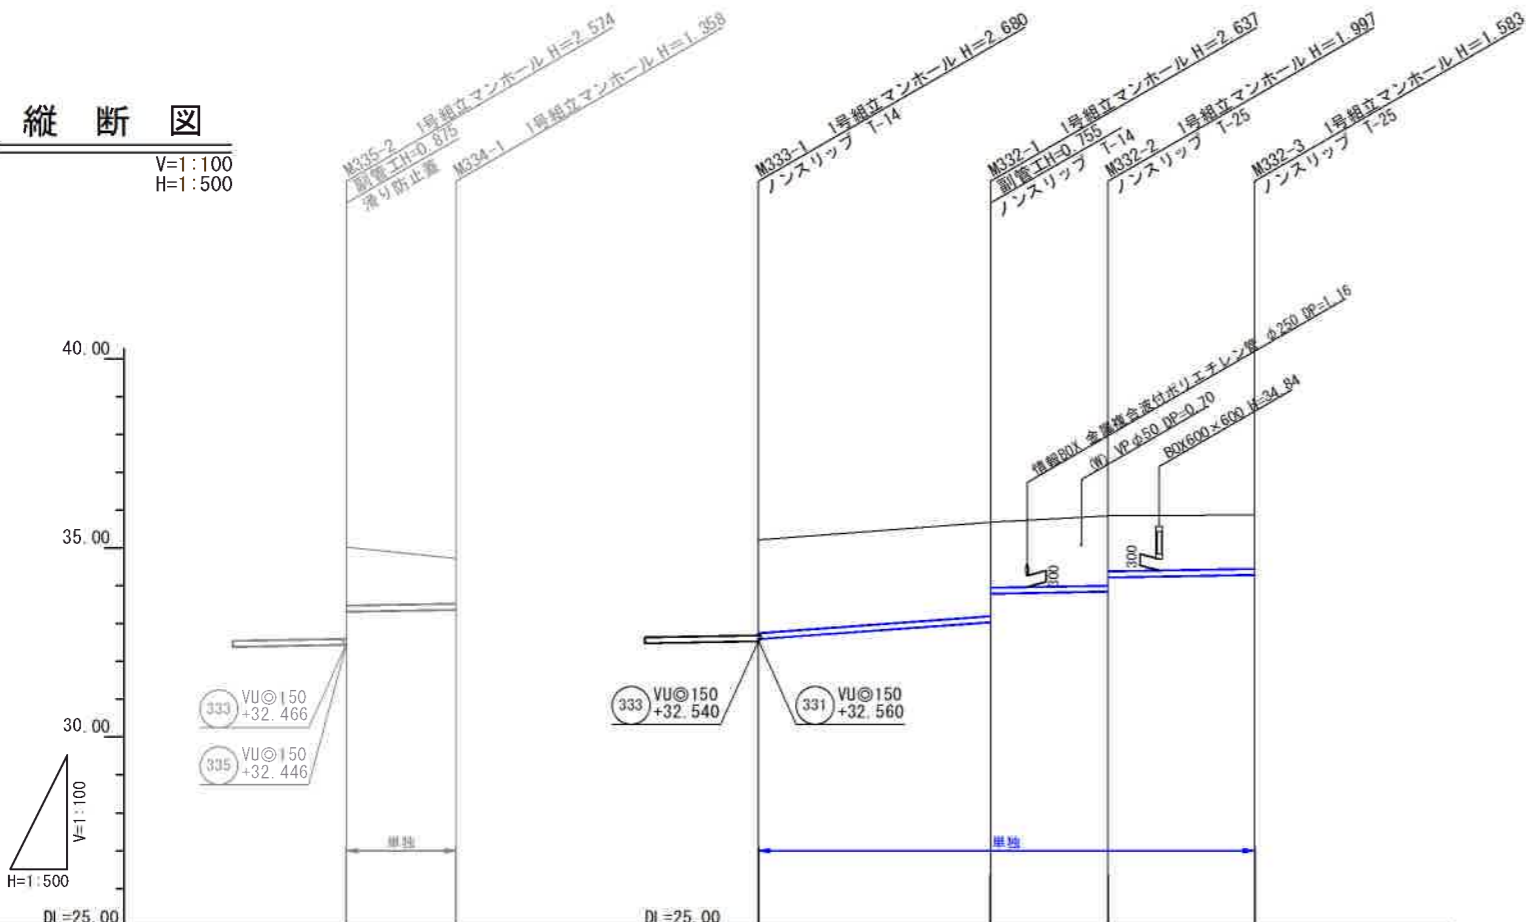 縦 断 図
V=1:100
H=1:500
M335-2 1号組立マンホール H=2.574
副管工H=0.875
滑り防止蓋
M334-1 1号組立マンホール H=1.358
M333-1 1号組立マンホール H=2.680
ノンスリップ T-14
M332-1 1号組立マンホール H=2.637
副管工H=0.755
ノンスリップ T-14
M332-2 1号組立マンホール H=1.997
ノンスリップ T-25
M332-3 1号組立マンホール H=1.583
ノンスリップ T-25
情報BOX 金属複合波付ポリエチレン管 φ250 DP=1.16
(W) VPφ50 DP=0.70
BOX600×600 H=34.84
40.00
35.00
30.00
300
300
333 VU◎150
+32.466
335 VU◎150
+32.446
333 VU◎150
+32.540
331 VU◎150
+32.560
V=1:100
H=1:500
単独
単独
DL=25.00
DL=25.00